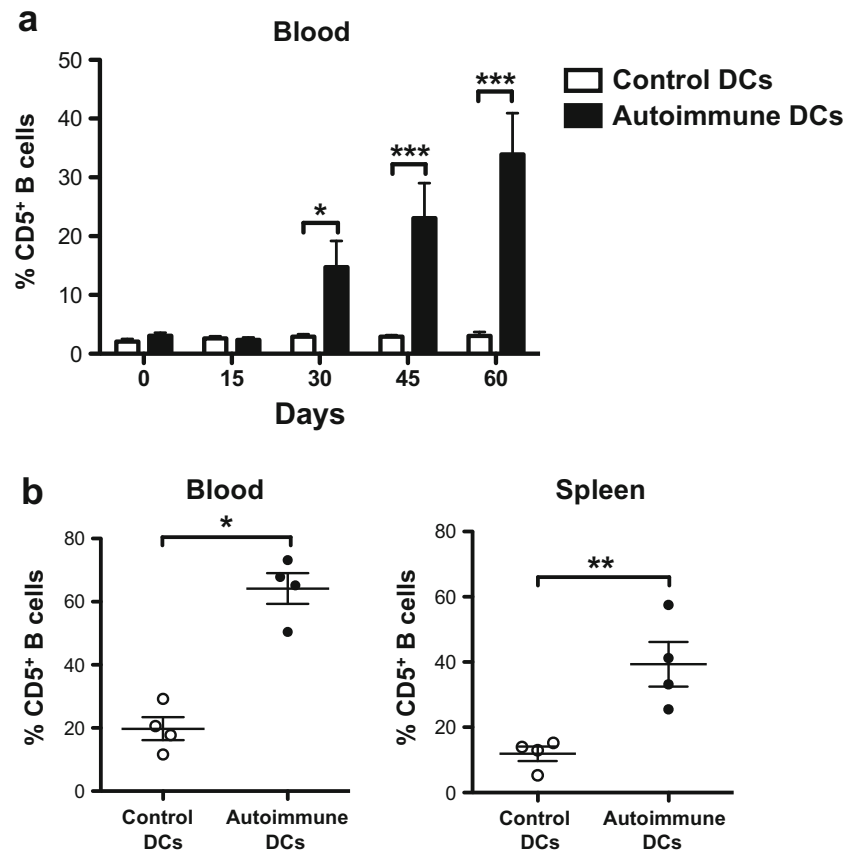 a
Blood
% CD5⁺ B cells
50
40
30
20
10
0
*
***
***
0 15 30 45 60
Days
Control DCs
Autoimmune DCs
b
Blood
% CD5⁺ B cells
80
60
40
20
0
*
Control DCs
Autoimmune DCs
Spleen
% CD5⁺ B cells
80
60
40
20
0
**
Control DCs
Autoimmune DCs